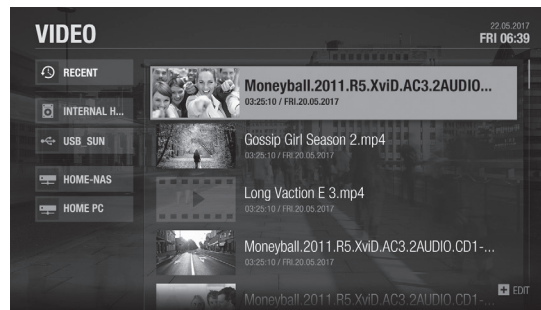 VIDEO
22.05.2017
FRI 06:39
RECENT
INTERNAL H...
USB_SUN
HOME-NAS
HOME PC
Moneyball.2011.R5.XviD.AC3.2AUDIO...
03:25:10 / FRI.20.05.2017
Gossip Girl Season 2.mp4
03:25:10 / FRI.20.05.2017
Long Vaction E 3.mp4
03:25:10 / FRI.20.05.2017
Moneyball.2011.R5.XviD.AC3.2AUDIO.CD1-...
03:25:10 / FRI.20.05.2017
Moneyball.2011.R5.XviD.AC3.2AUDIO.CD1-...
EDIT